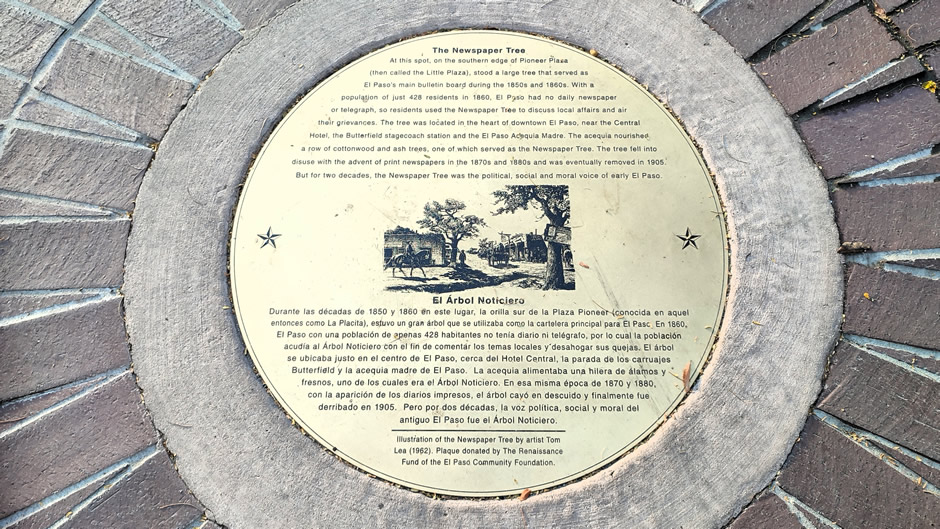 The Newspaper Tree
At this spot, on the southern edge of Pioneer Plaza
(then called the Little Plaza), stood a large tree that served as
El Paso's main bulletin board during the 1850s and 1860s. With a
population of just 428 residents in 1860, El Paso had no daily newspaper
or telegraph, so residents used the Newspaper Tree to discuss local affairs and air
their grievances. The tree was located in the heart of downtown El Paso, near the Central
Hotel, the Butterfield stagecoach station and the El Paso Acequia Madre. The acequia nourished
a row of cottonwood and ash trees, one of which served as the Newspaper Tree. The tree fell into
disuse with the advent of print newspapers in the 1870s and 1880s and was eventually removed in 1905.
But for two decades, the Newspaper Tree was the political, social and moral voice of early El Paso.
El Árbol Noticiero
Durante las décadas de 1850 y 1860 en este lugar, la orilla sur de la Plaza Pioneer (conocida en aquel
entonces como La Placita), estuvo un gran árbol que se utilizaba como la cartelera principal para El Paso. En 1860,
El Paso con una población de apenas 428 habitantes no tenía diario ni telégrafo, por lo cual la población
acudía al Árbol Noticiero con el fin de comentar los temas locales y desahogar sus quejas. El árbol
se ubicaba justo en el centro de El Paso, cerca del Hotel Central, la parada de los carruajes
Butterfield y la acequia madre de El Paso. La acequia alimentaba una hilera de álamos y
fresnos, uno de los cuales era el Árbol Noticiero. En esa misma época de 1870 y 1880,
con la aparición de los diarios impresos, el árbol cayó en descuido y finalmente fue
derribado en 1905. Pero por dos décadas, la voz política, social y moral del
antiguo El Paso fue el Árbol Noticiero.
Illustration of the Newspaper Tree by artist Tom
Lea (1962). Plaque donated by The Renaissance
Fund of the El Paso Community Foundation.